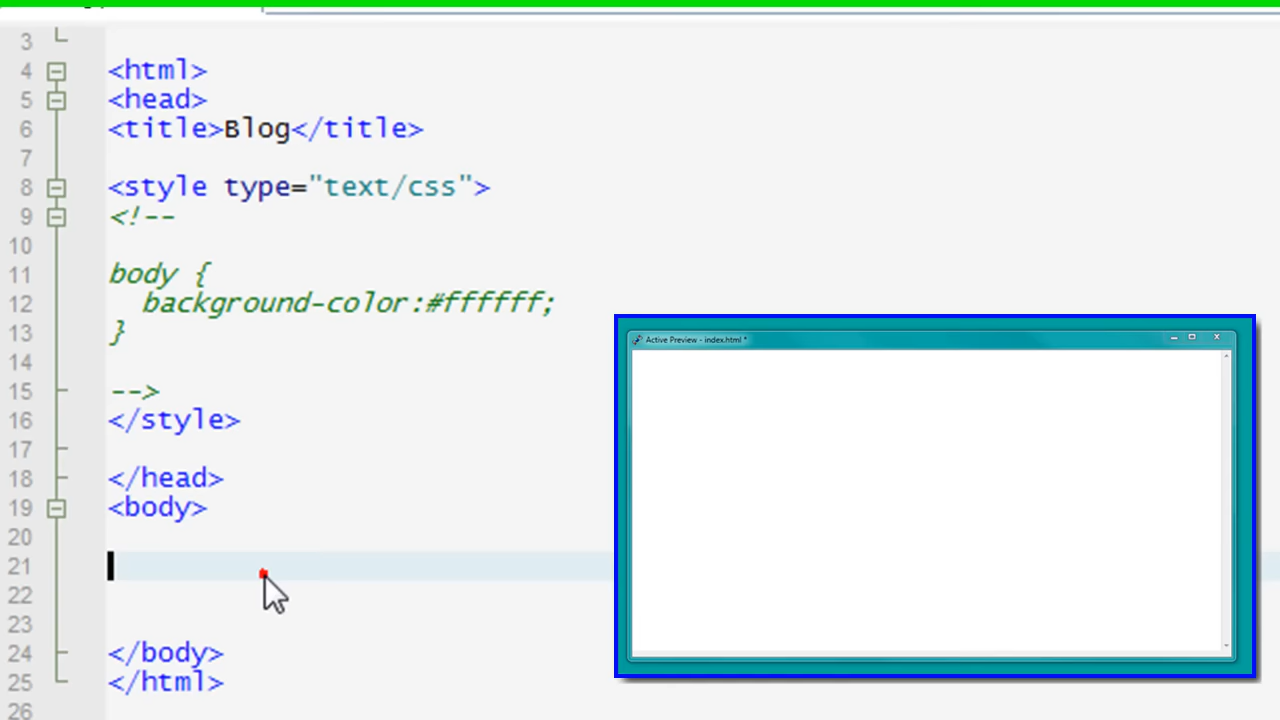 3
4 <html>
5 <head>
6 <title>Blog</title>
7
8 <style type="text/css">
9 <!--
10
11 body {
12   background-color:#ffffff;
13 }
14
15 -->
16 </style>
17
18 </head>
19 <body>
20
21
22
23
24 </body>
25 </html>
26
Active Preview - index.html *